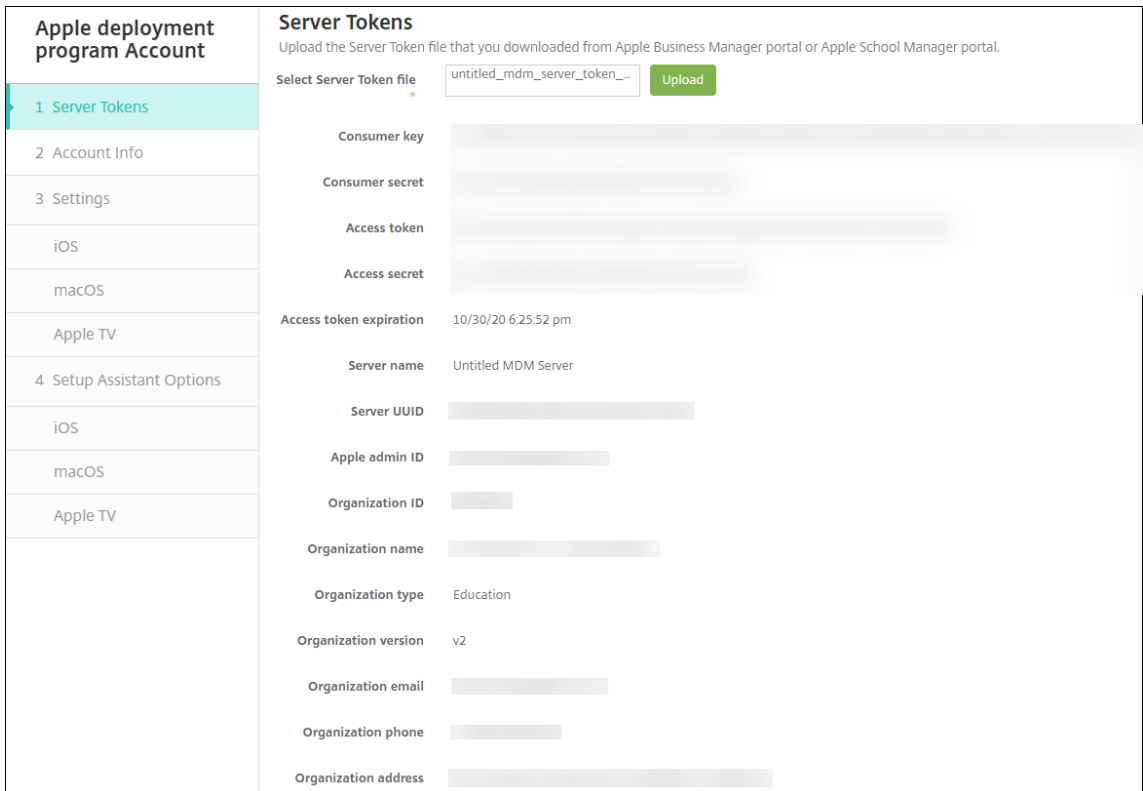 Apple deployment
program Account
1 Server Tokens
2 Account Info
3 Settings
iOS
macOS
Apple TV
4 Setup Assistant Options
iOS
macOS
Apple TV
Server Tokens
Upload the Server Token file that you downloaded from Apple Business Manager portal or Apple School Manager portal.
Select Server Token file * untitled_mdm_server_token_... Upload
Consumer key
Consumer secret
Access token
Access secret
Access token expiration 10/30/20 6:25:52 pm
Server name Untitled MDM Server
Server UUID
Apple admin ID
Organization ID
Organization name
Organization type Education
Organization version v2
Organization email
Organization phone
Organization address